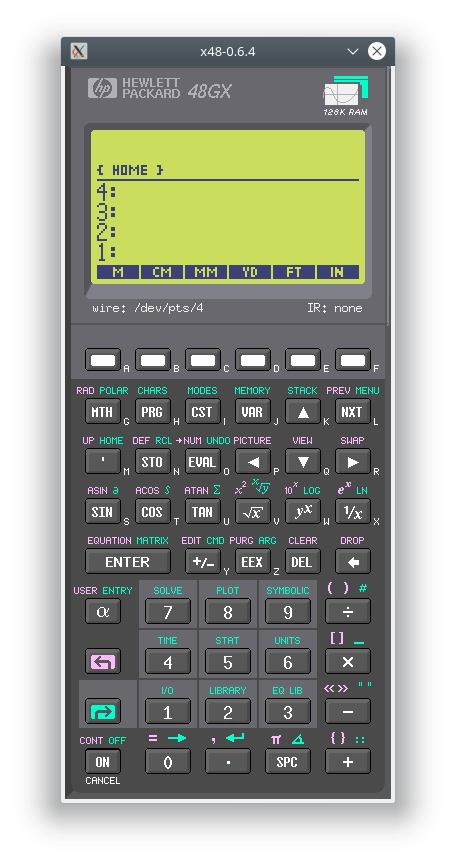 x48-0.6.4
hp HEWLETT PACKARD 48GX
128K RAM
{ HOME }
4:
3:
2:
1:
M CM MM YD FT IN
wire: /dev/pts/4 IR: none
A B C D E F
RAD POLAR CHARS MODES MEMORY STACK PREV MENU
MTH G PRG H CST I VAR J ▲ K NXT L
UP HOME DEF RCL →NUM UNDO PICTURE VIEW SWAP
' M STO N EVAL O ◀ P ▼ Q ▶ R
ASIN ∂ ACOS ∫ ATAN Σ x² ˣ√y 10ˣ LOG eˣ LN
SIN S COS T TAN U √x V yˣ W 1/x X
EQUATION MATRIX EDIT CMD PURG ARG CLEAR DROP
ENTER +/− Y EEX Z DEL ←
USER ENTRY SOLVE PLOT SYMBOLIC ( ) #
α 7 8 9 ÷
TIME STAT UNITS [ ] _
4 5 6 ×
I/O LIBRARY EQ LIB « » " "
1 2 3 −
CONT OFF = → , ↵ π ∡ { } ::
ON 0 . SPC +
CANCEL